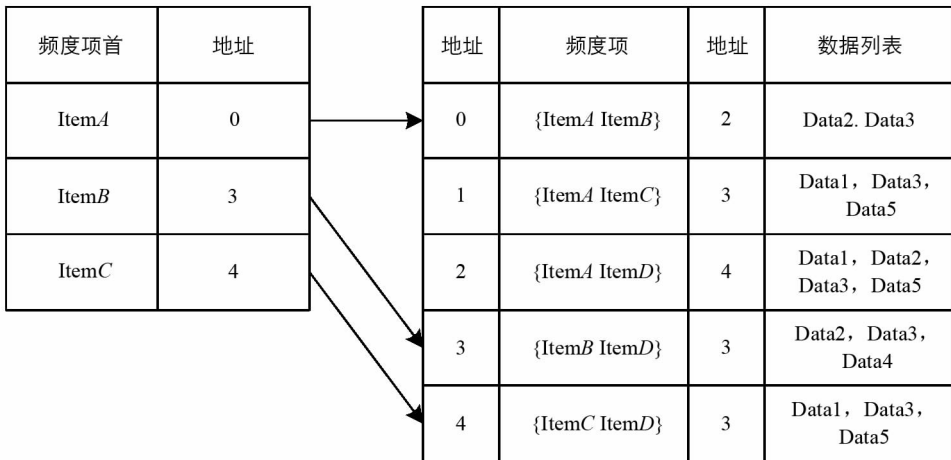 频度项首 地址
ItemA 0
ItemB 3
ItemC 4
地址 频度项 地址 数据列表
0 {ItemA ItemB} 2 Data2. Data3
1 {ItemA ItemC} 3 Data1，Data3，
Data5
2 {ItemA ItemD} 4 Data1，Data2，
Data3，Data5
3 {ItemB ItemD} 3 Data2，Data3，
Data4
4 {ItemC ItemD} 3 Data1，Data3，
Data5